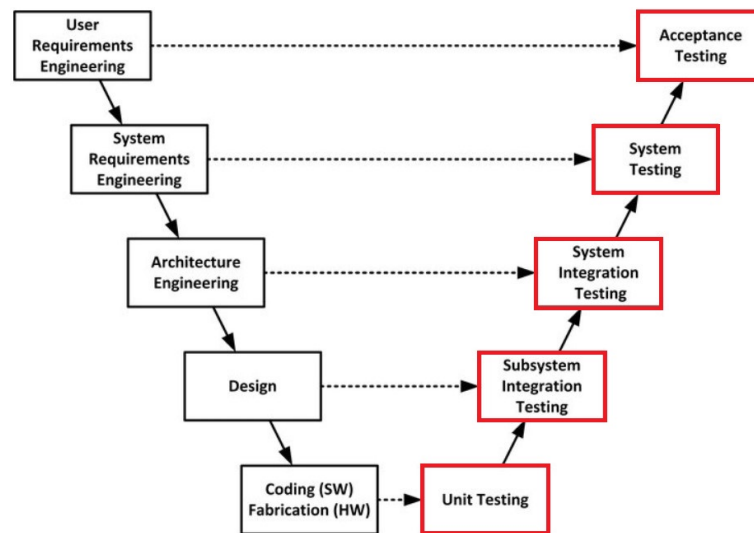 User
Requirements
Engineering
Acceptance
Testing
System
Requirements
Engineering
System
Testing
Architecture
Engineering
System
Integration
Testing
Design
Subsystem
Integration
Testing
Coding (SW)
Fabrication (HW)
Unit Testing